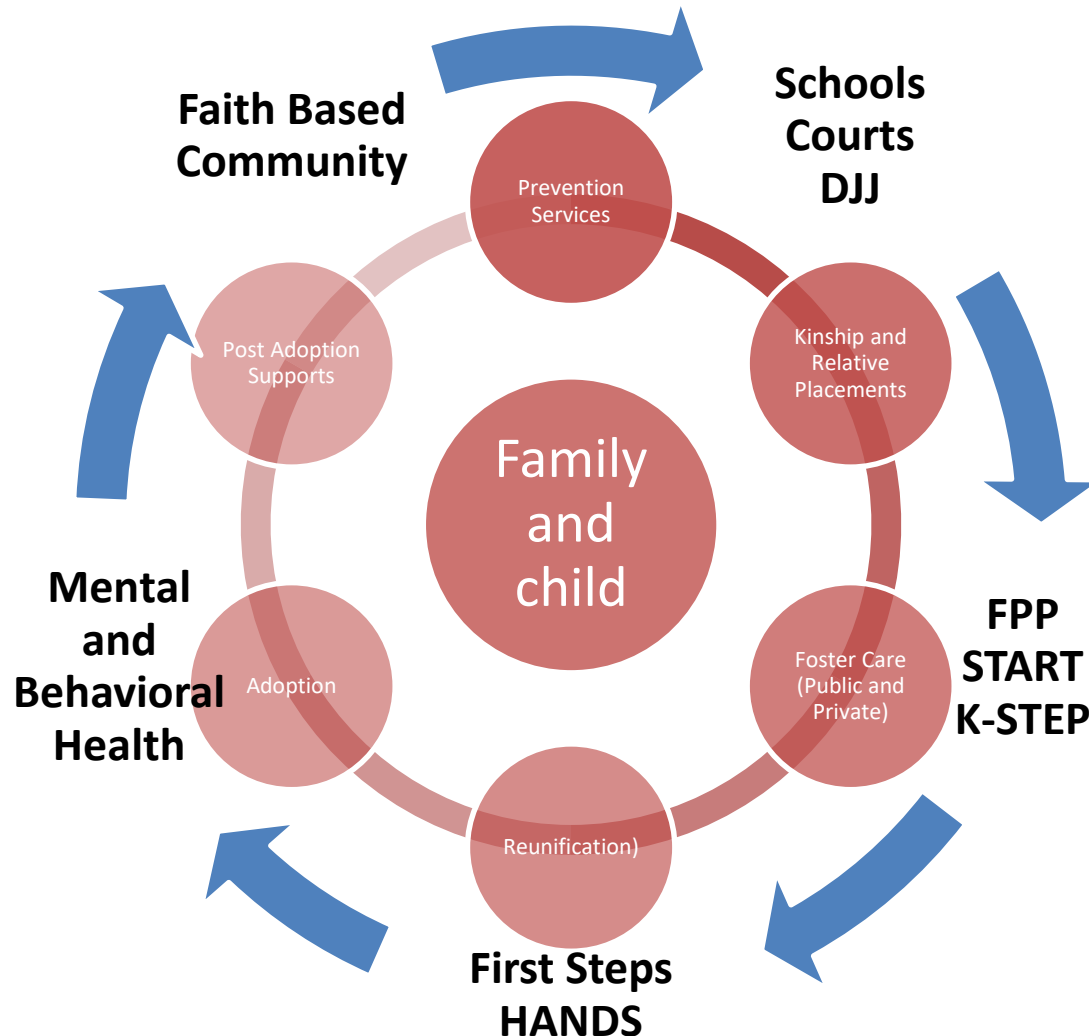 Faith Based
Community
Schools
Courts
DJJ
Prevention
Services
Post Adoption
Supports
Kinship and
Relative
Placements
Family
and
child
Mental
and
Behavioral
Health
Adoption
Foster Care
(Public and
Private)
FPP
START
K-STEP
Reunification)
First Steps
HANDS